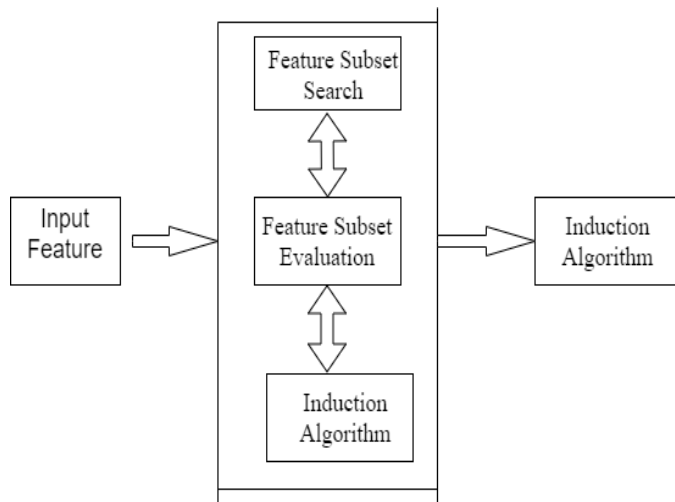 Feature Subset
Search
Input
Feature
Feature Subset
Evaluation
Induction
Algorithm
Induction
Algorithm